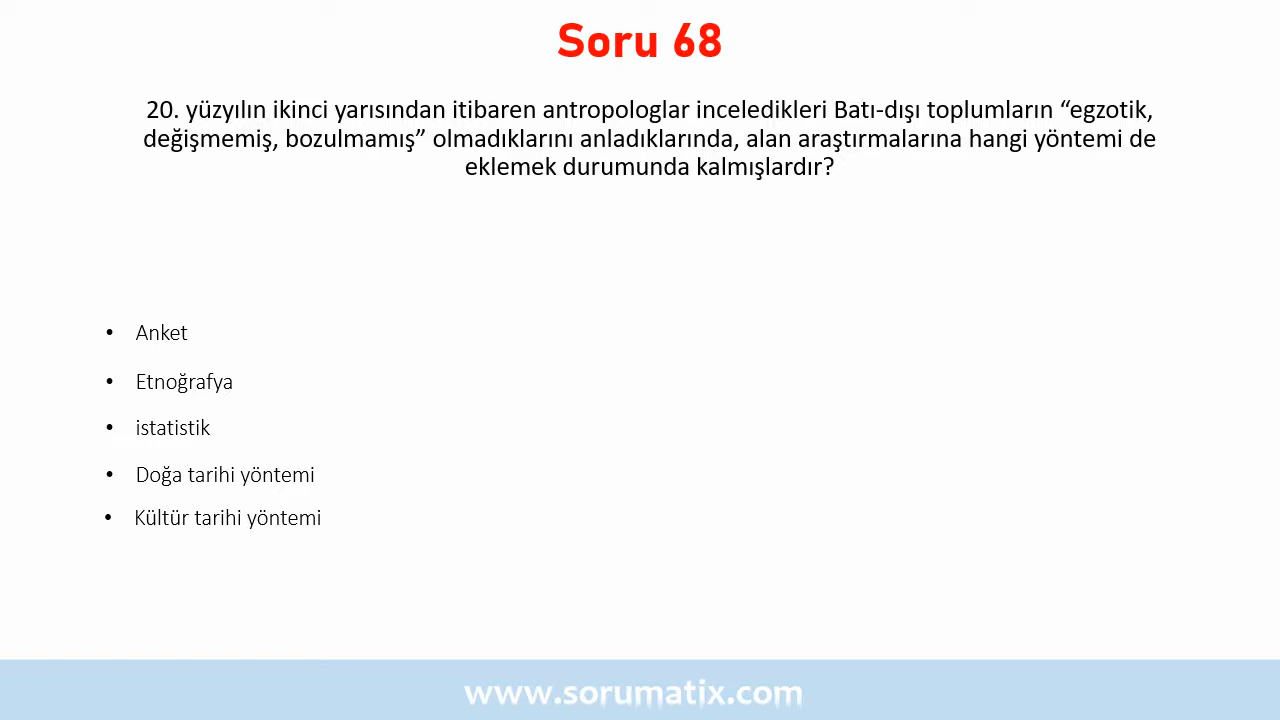 Soru 68
20. yüzyılın ikinci yarısından itibaren antropologlar inceledikleri Batı-dışı toplumların “egzotik,
değişmemiş, bozulmamış” olmadıklarını anladıklarında, alan araştırmalarına hangi yöntemi de
eklemek durumunda kalmışlardır?
• Anket
• Etnoğrafya
• istatistik
• Doğa tarihi yöntemi
• Kültür tarihi yöntemi
www.sorumatix.com